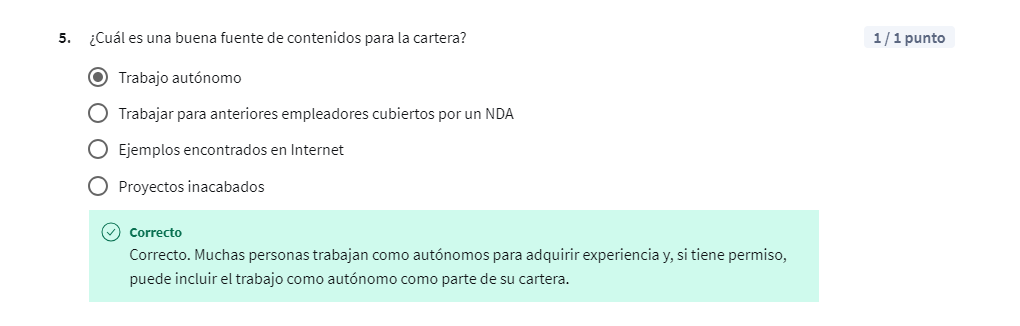 5. ¿Cuál es una buena fuente de contenidos para la cartera? 1 / 1 punto
Trabajo autónomo
Trabajar para anteriores empleadores cubiertos por un NDA
Ejemplos encontrados en Internet
Proyectos inacabados
Correcto
Correcto. Muchas personas trabajan como autónomos para adquirir experiencia y, si tiene permiso,
puede incluir el trabajo como autónomo como parte de su cartera.